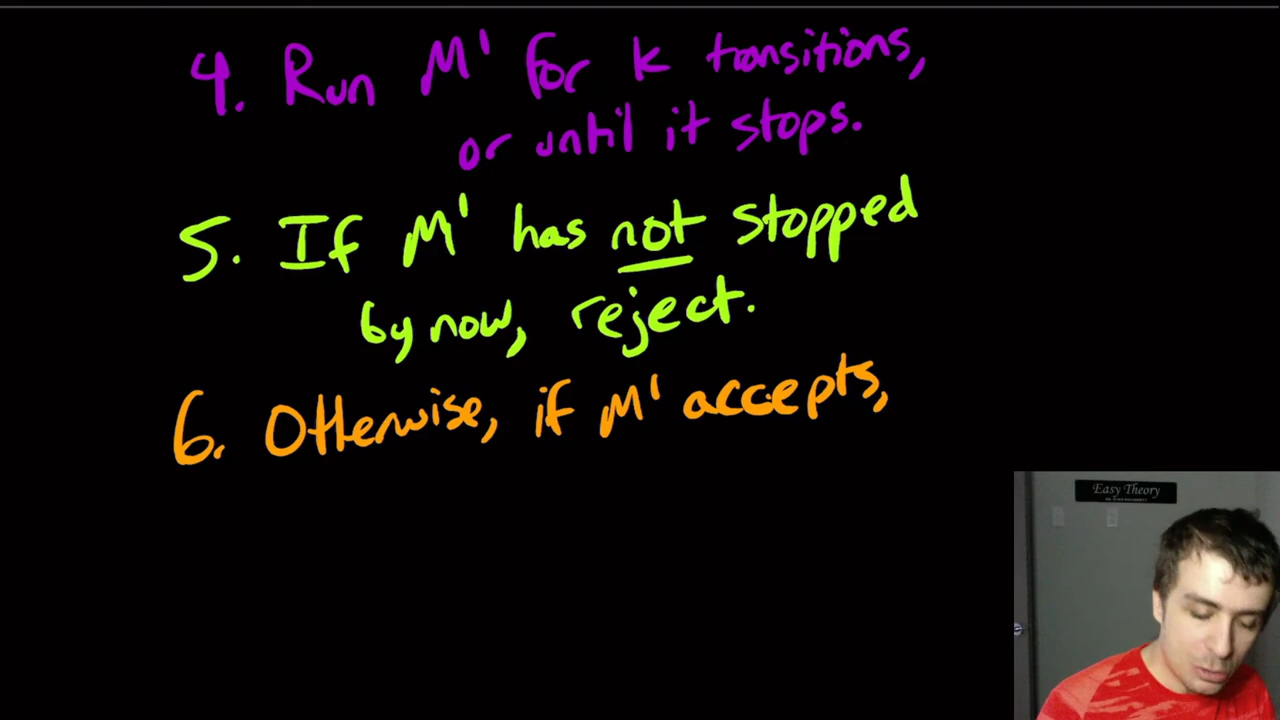 4. Run M' for k transitions,
or until it stops.
5. If M' has not stopped
by now, reject.
6. Otherwise, if M' accepts,
Easy Theory